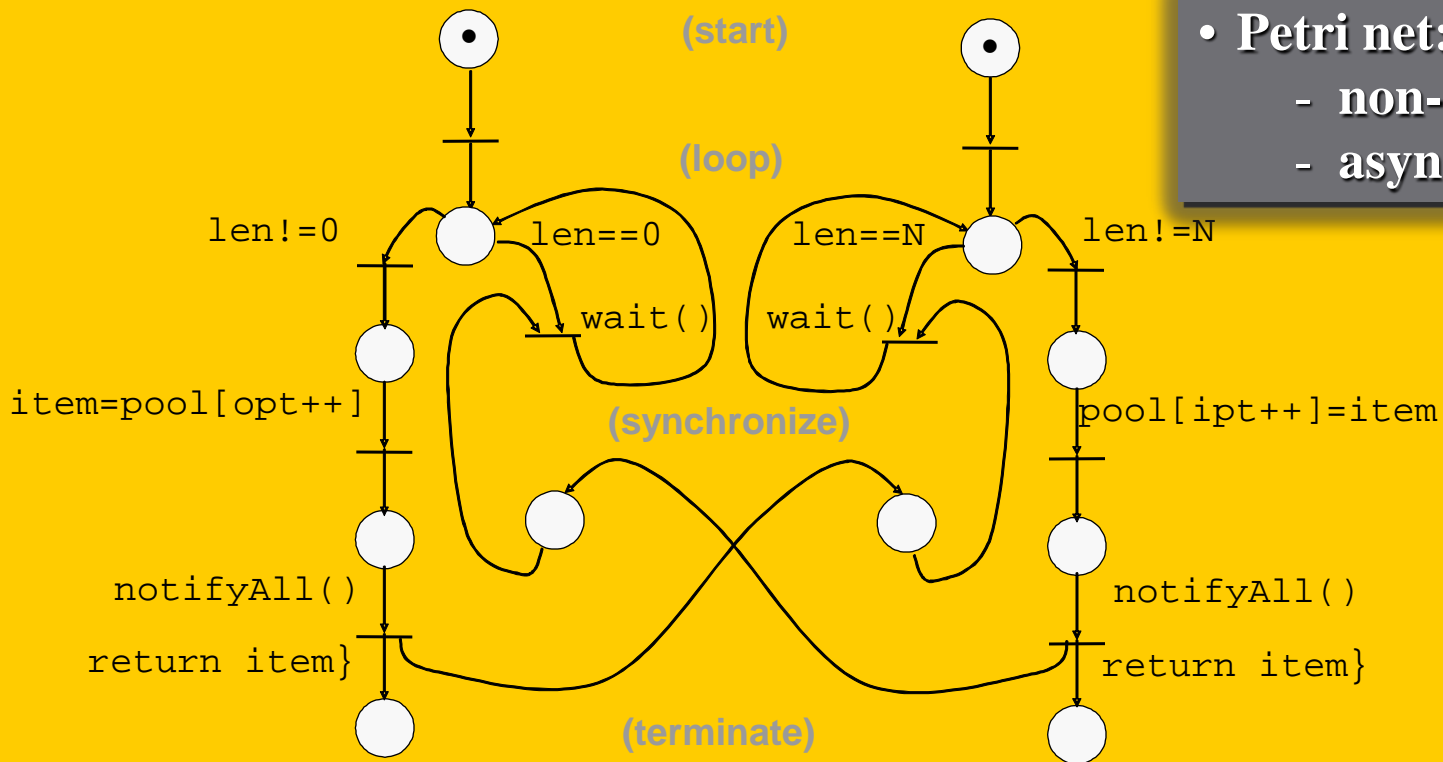 (start)
• Petri net:
- non-
- asyn
(loop)
len!=0
len==0
len==N
len!=N
wait()
wait()
item=pool[opt++]
(synchronize)
pool[ipt++]=item
notifyAll()
notifyAll()
return item}
return item}
(terminate)